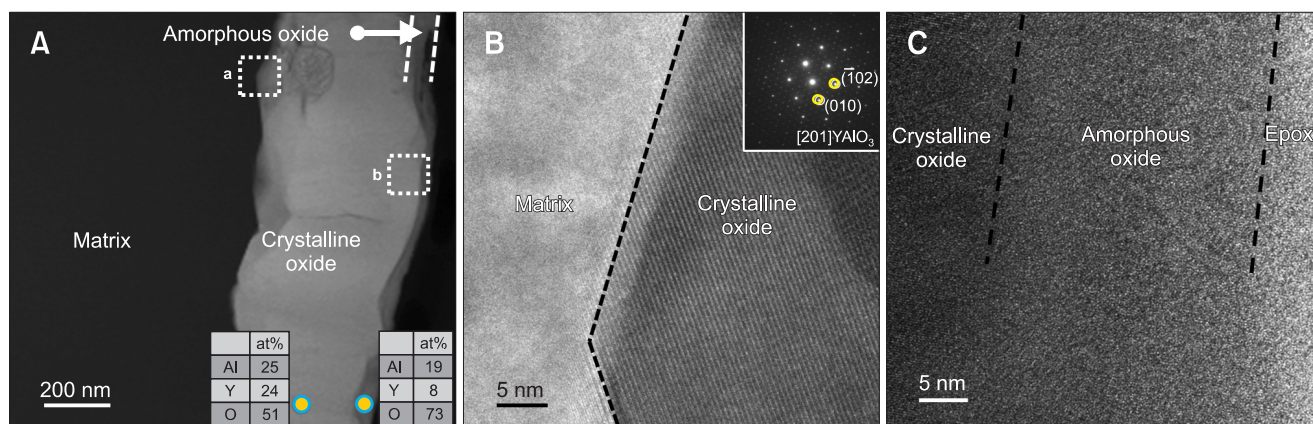 A
Amorphous oxide
a
b
Matrix
Crystalline
oxide
at%
Al 25
Y 24
O 51
at%
Al 19
Y 8
O 73
200 nm
B
(1̅02)
(010)
[201]YAlO₃
Matrix
Crystalline
oxide
5 nm
C
Crystalline
oxide
Amorphous
oxide
Epox
5 nm